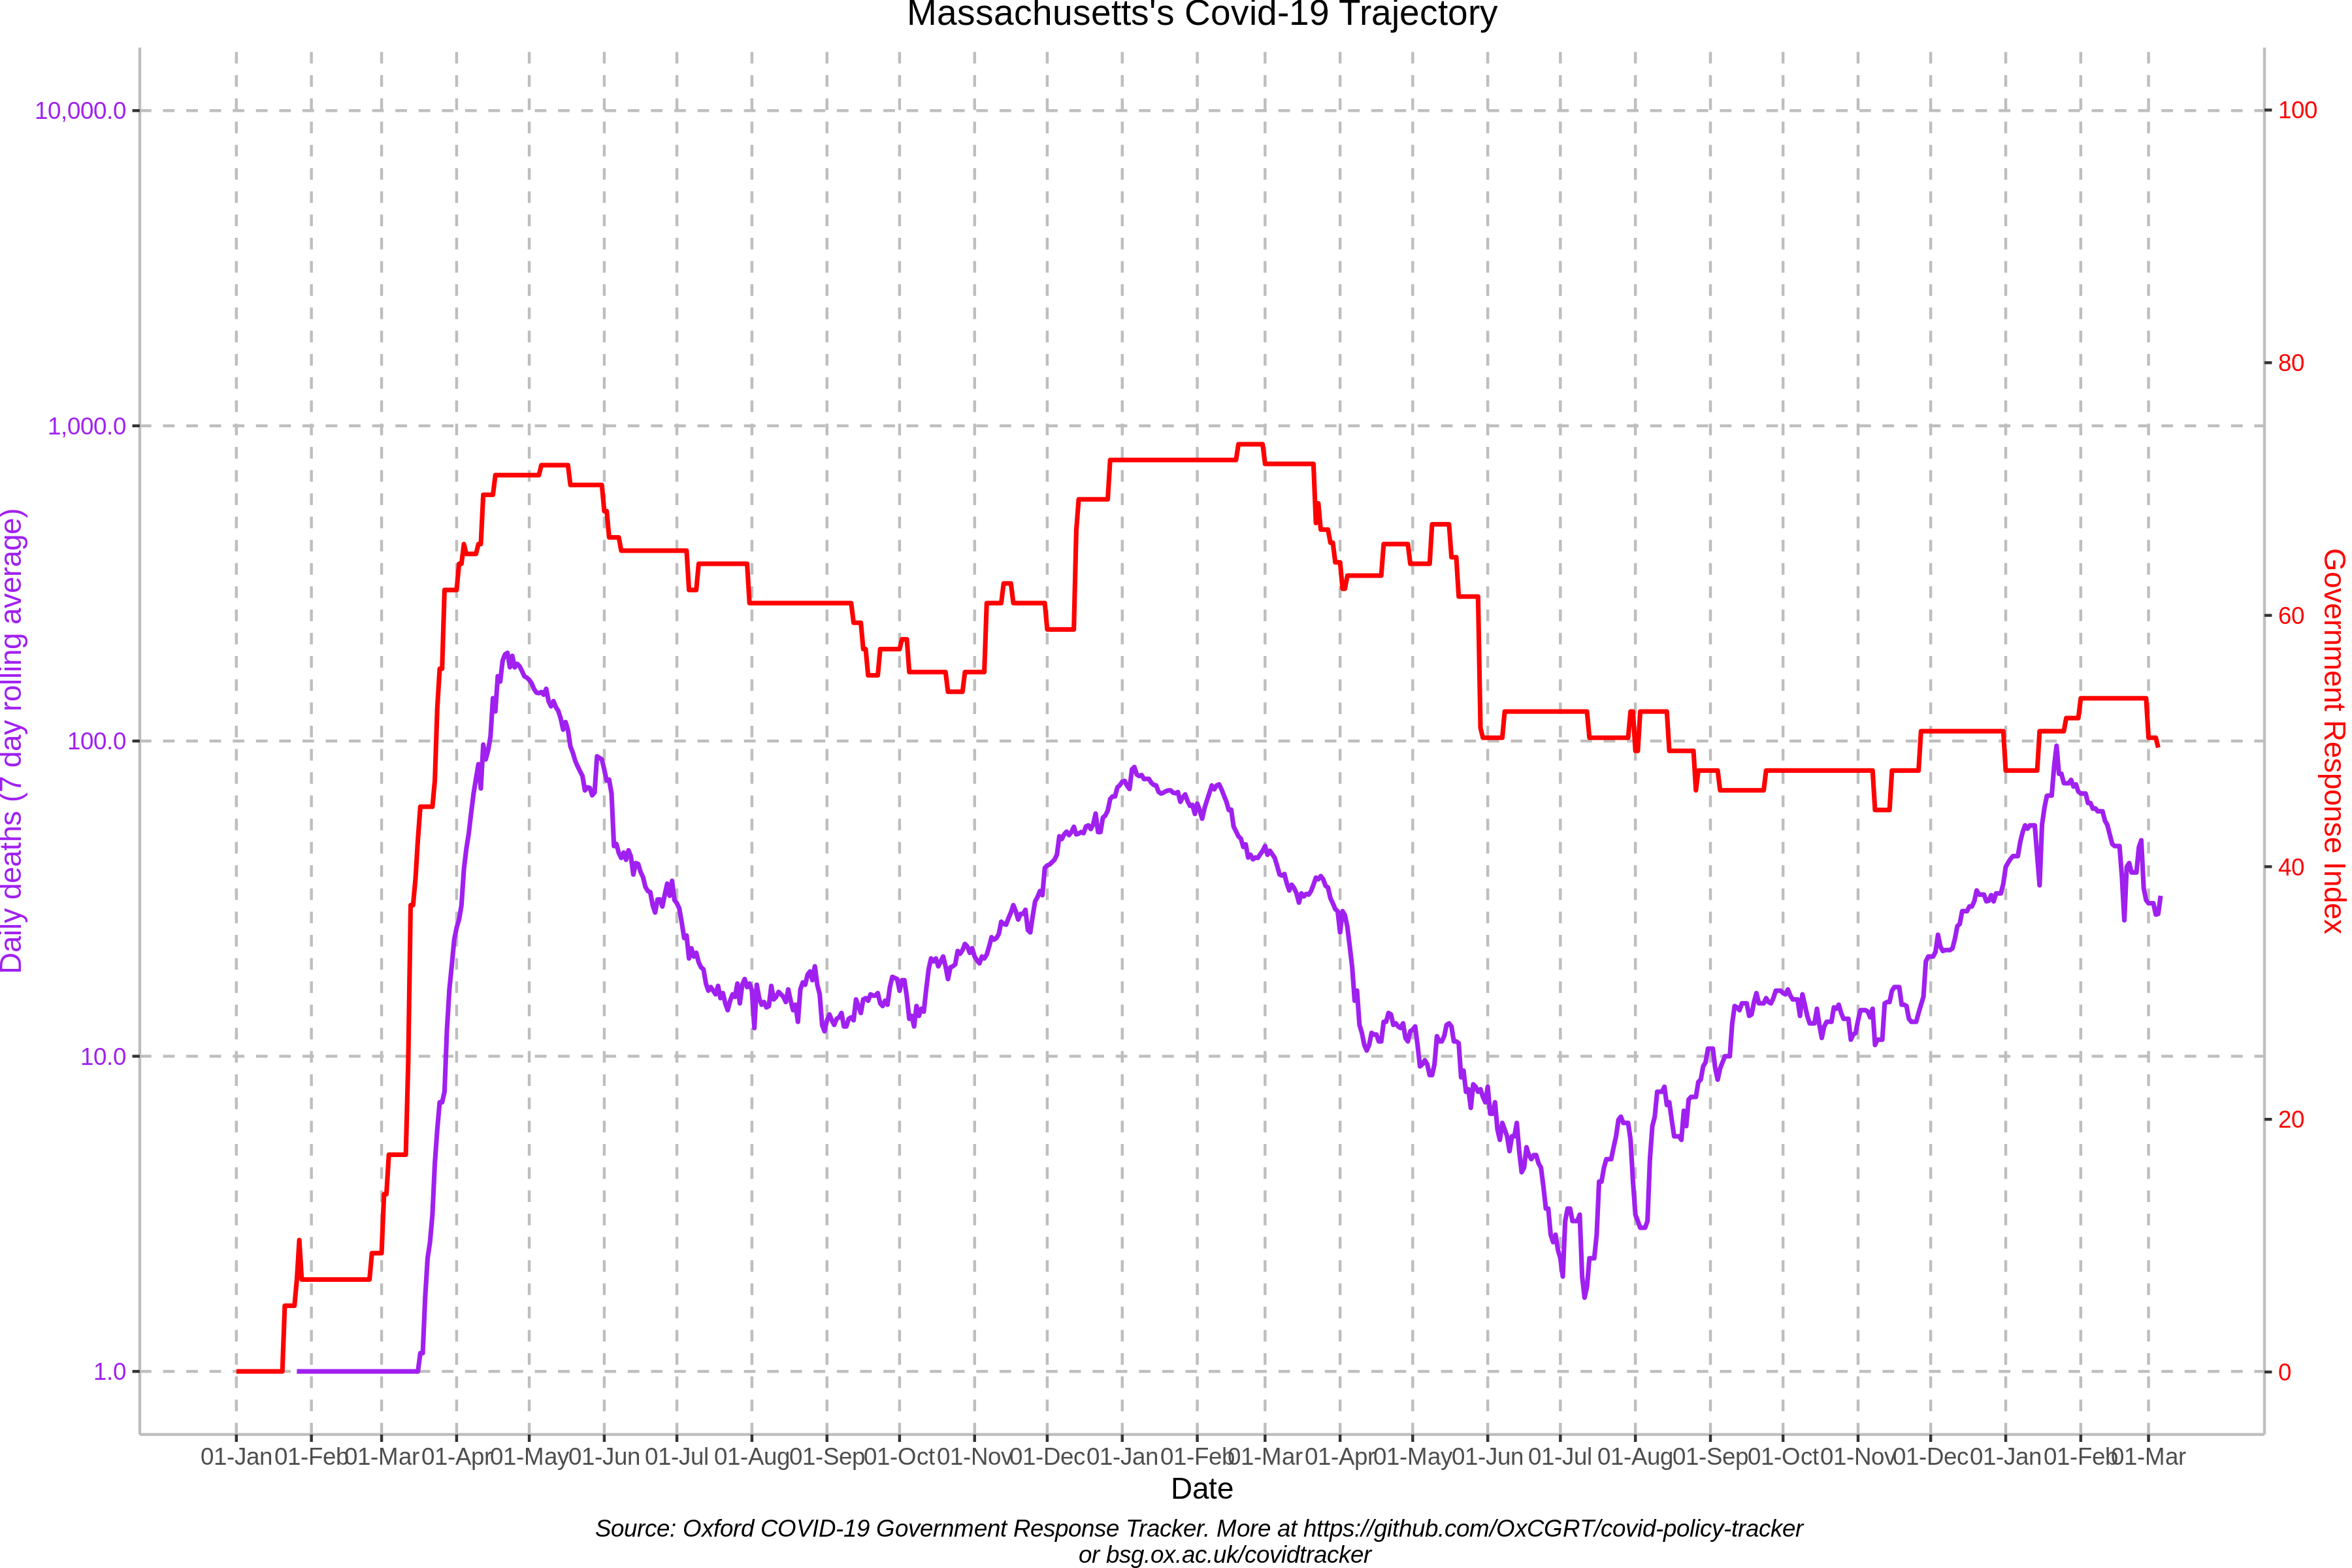 Massachusetts's Covid-19 Trajectory
10,000.0
1,000.0
100.0
10.0
1.0
Daily deaths (7 day rolling average)
100
80
60
40
20
0
Government Response Index
01-Jan 01-Feb 01-Mar 01-Apr 01-May 01-Jun 01-Jul 01-Aug 01-Sep 01-Oct 01-Nov 01-Dec 01-Jan 01-Feb 01-Mar 01-Apr 01-May 01-Jun 01-Jul 01-Aug 01-Sep 01-Oct 01-Nov 01-Dec 01-Jan 01-Feb 01-Mar
Date
Source: Oxford COVID-19 Government Response Tracker. More at https://github.com/OxCGRT/covid-policy-tracker
or bsg.ox.ac.uk/covidtracker